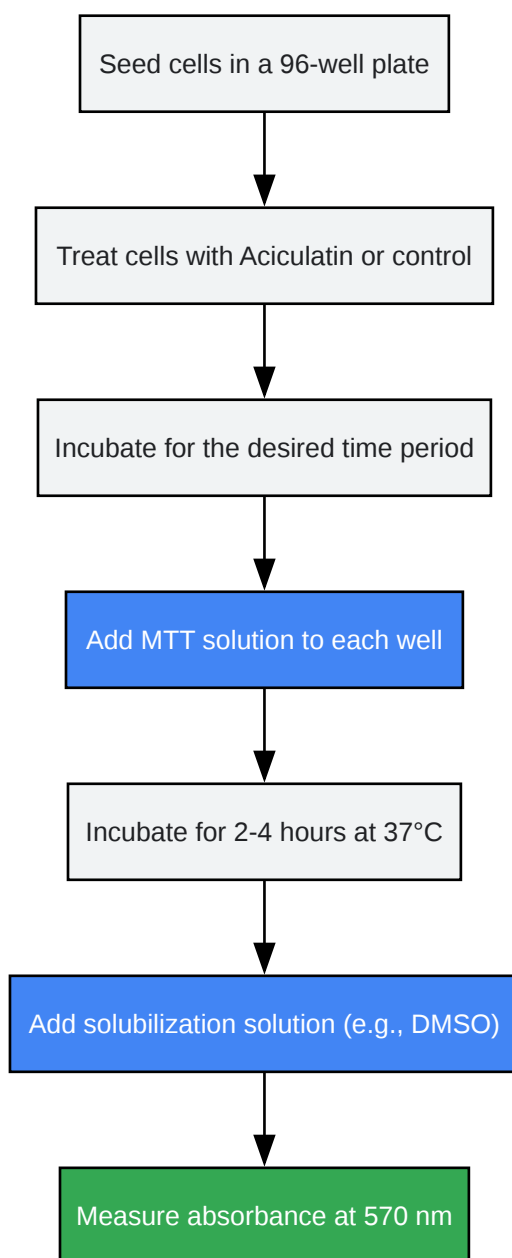 Seed cells in a 96-well plate
Treat cells with Aciculatin or control
Incubate for the desired time period
Add MTT solution to each well
Incubate for 2-4 hours at 37°C
Add solubilization solution (e.g., DMSO)
Measure absorbance at 570 nm